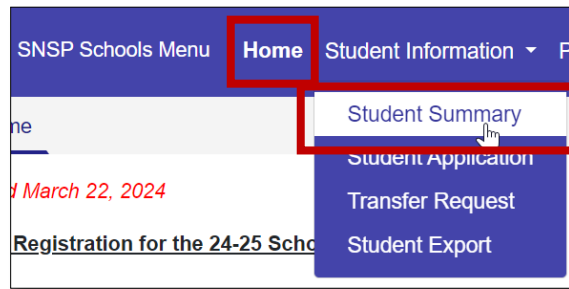 SNSP Schools Menu Home Student Information
Student Summary
Student Application
March 22, 2024
Transfer Request
Registration for the 24-25
Student Export